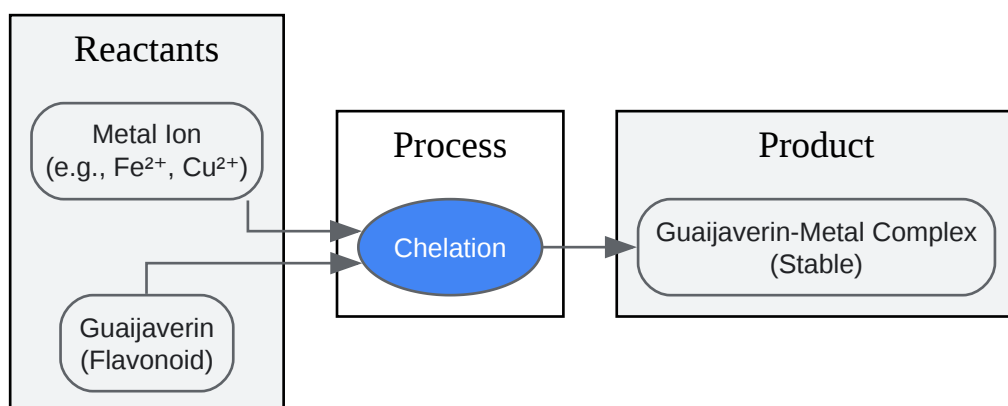 Reactants
Metal Ion
(e.g., Fe²⁺, Cu²⁺)
Guaijaverin
(Flavonoid)
Process
Chelation
Product
Guaijaverin-Metal Complex
(Stable)